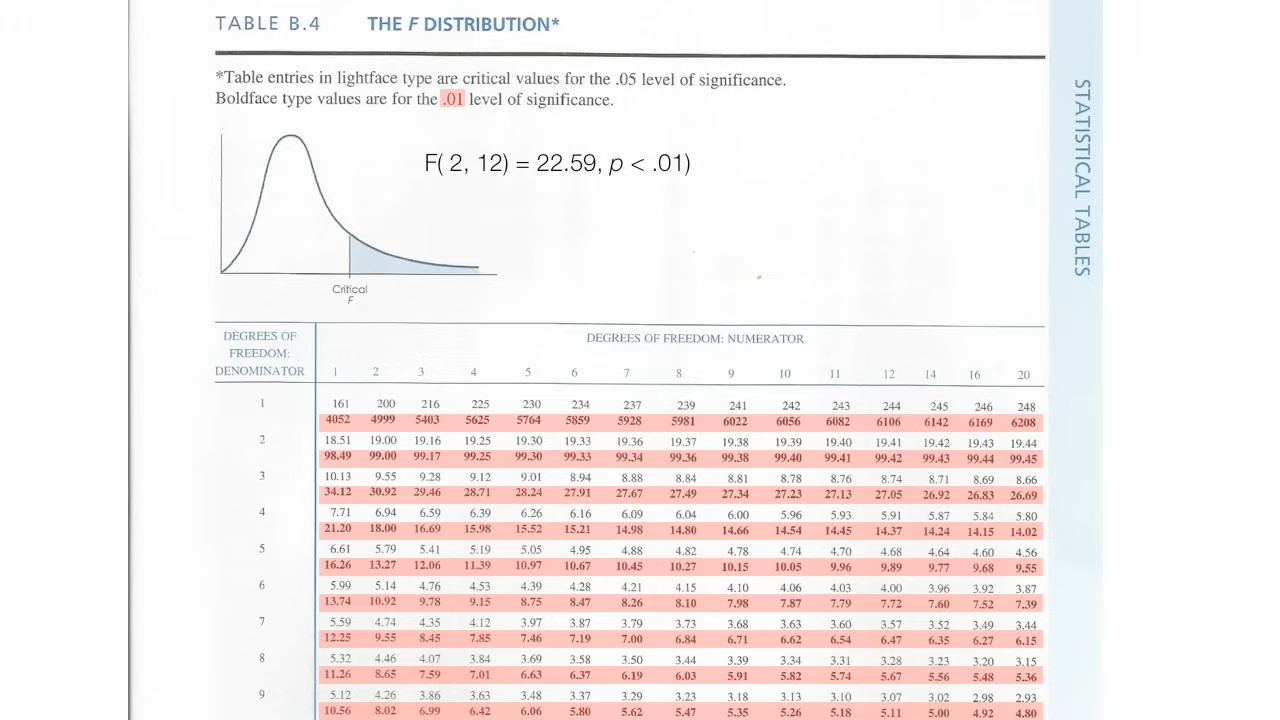 TABLE B.4 THE F DISTRIBUTION*
*Table entries in lightface type are critical values for the .05 level of significance.
Boldface type values are for the .01 level of significance.
F( 2, 12) = 22.59, p < .01)
Critical
F
STATISTICAL TABLES
DEGREES OF
FREEDOM:
DENOMINATOR
DEGREES OF FREEDOM: NUMERATOR
1 2 3 4 5 6 7 8 9 10 11 12 14 16 20
1 161 200 216 225 230 234 237 239 241 242 243 244 245 246 248
4052 4999 5403 5625 5764 5859 5928 5981 6022 6056 6082 6106 6142 6169 6208
2 18.51 19.00 19.16 19.25 19.30 19.33 19.36 19.37 19.38 19.39 19.40 19.41 19.42 19.43 19.44
98.49 99.00 99.17 99.25 99.30 99.33 99.34 99.36 99.38 99.40 99.41 99.42 99.43 99.44 99.45
3 10.13 9.55 9.28 9.12 9.01 8.94 8.88 8.84 8.81 8.78 8.76 8.74 8.71 8.69 8.66
34.12 30.92 29.46 28.71 28.24 27.91 27.67 27.49 27.34 27.23 27.13 27.05 26.92 26.83 26.69
4 7.71 6.94 6.59 6.39 6.26 6.16 6.09 6.04 6.00 5.96 5.93 5.91 5.87 5.84 5.80
21.20 18.00 16.69 15.98 15.52 15.21 14.98 14.80 14.66 14.54 14.45 14.37 14.24 14.15 14.02
5 6.61 5.79 5.41 5.19 5.05 4.95 4.88 4.82 4.78 4.74 4.70 4.68 4.64 4.60 4.56
16.26 13.27 12.06 11.39 10.97 10.67 10.45 10.27 10.15 10.05 9.96 9.89 9.77 9.68 9.55
6 5.99 5.14 4.76 4.53 4.39 4.28 4.21 4.15 4.10 4.06 4.03 4.00 3.96 3.92 3.87
13.74 10.92 9.78 9.15 8.75 8.47 8.26 8.10 7.98 7.87 7.79 7.72 7.60 7.52 7.39
7 5.59 4.74 4.35 4.12 3.97 3.87 3.79 3.73 3.68 3.63 3.60 3.57 3.52 3.49 3.44
12.25 9.55 8.45 7.85 7.46 7.19 7.00 6.84 6.71 6.62 6.54 6.47 6.35 6.27 6.15
8 5.32 4.46 4.07 3.84 3.69 3.58 3.50 3.44 3.39 3.34 3.31 3.28 3.23 3.20 3.15
11.26 8.65 7.59 7.01 6.63 6.37 6.19 6.03 5.91 5.82 5.74 5.67 5.56 5.48 5.36
9 5.12 4.26 3.86 3.63 3.48 3.37 3.29 3.23 3.18 3.13 3.10 3.07 3.02 2.98 2.93
10.56 8.02 6.99 6.42 6.06 5.80 5.62 5.47 5.35 5.26 5.18 5.11 5.00 4.92 4.80